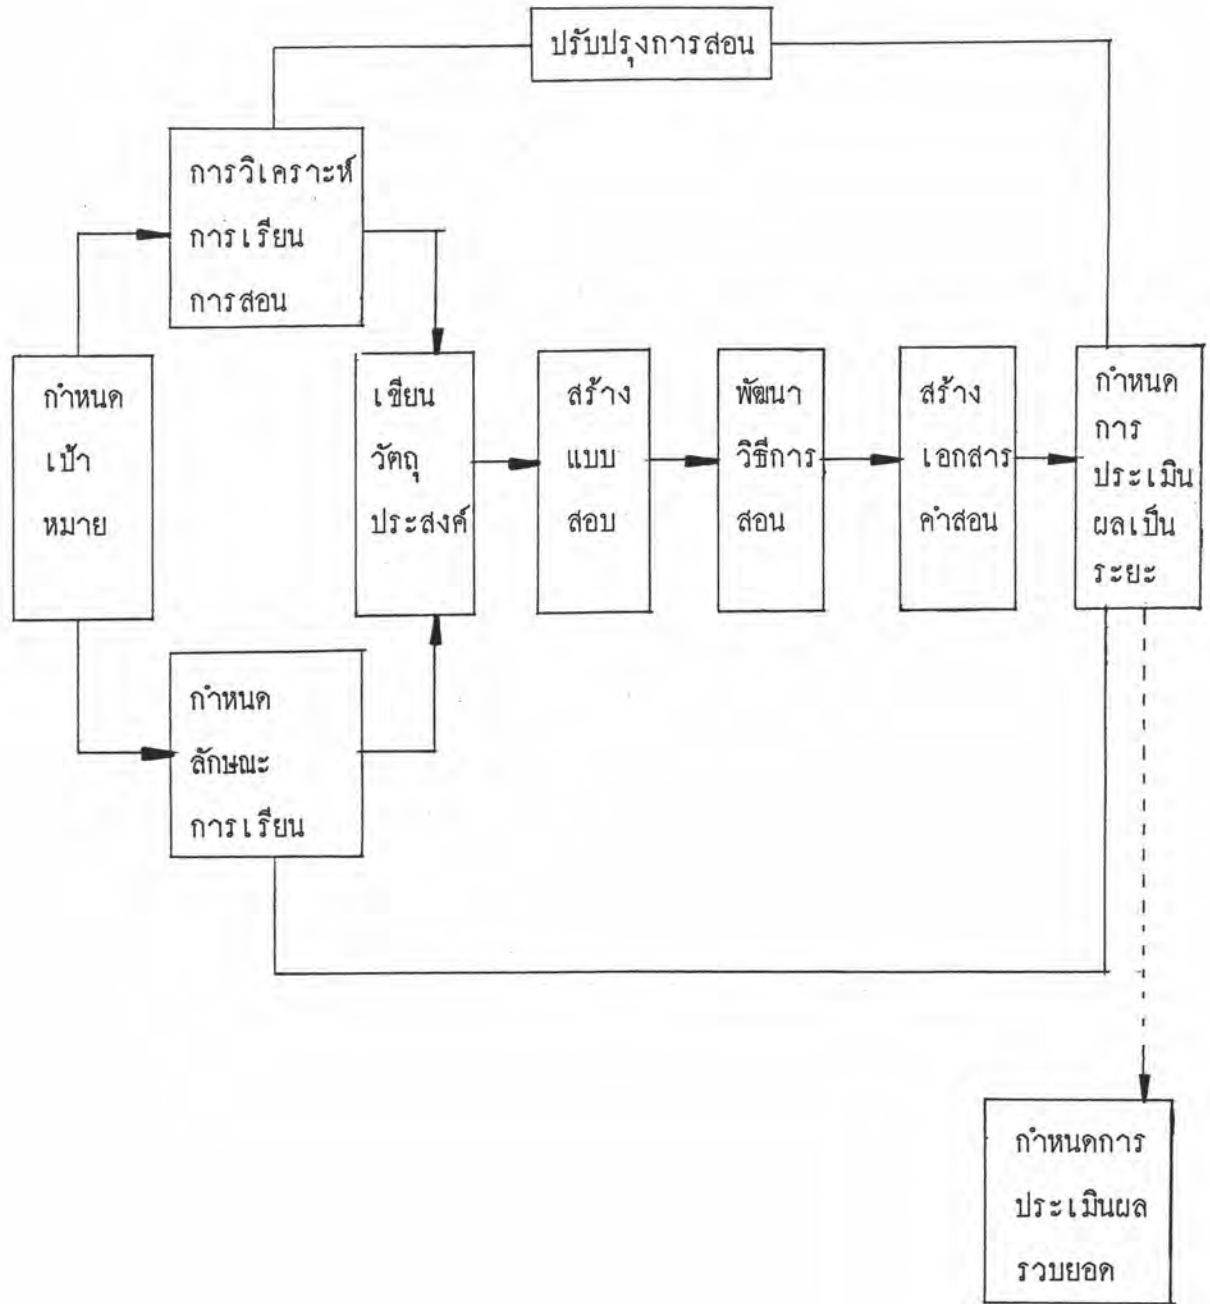 ปรับปรุงการสอน
การวิเคราะห์
การเรียน
การสอน
กำหนด
เป้า
หมาย
เขียน
วัตถุ
ประสงค์
สร้าง
แบบ
สอบ
พัฒนา
วิธีการ
สอน
สร้าง
เอกสาร
คำสอน
กำหนด
การ
ประเมิน
ผลเป็น
ระยะ
กำหนด
ลักษณะ
การเรียน
กำหนดการ
ประเมินผล
รวบยอด